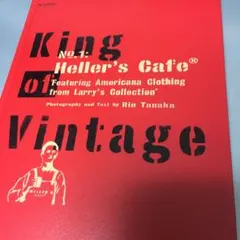 King
No.1:
Heller's Cafe®
of
Featuring Americana Clothing
from Larry's Collection"
Photography and Text by Rin Tanaka
Vintage